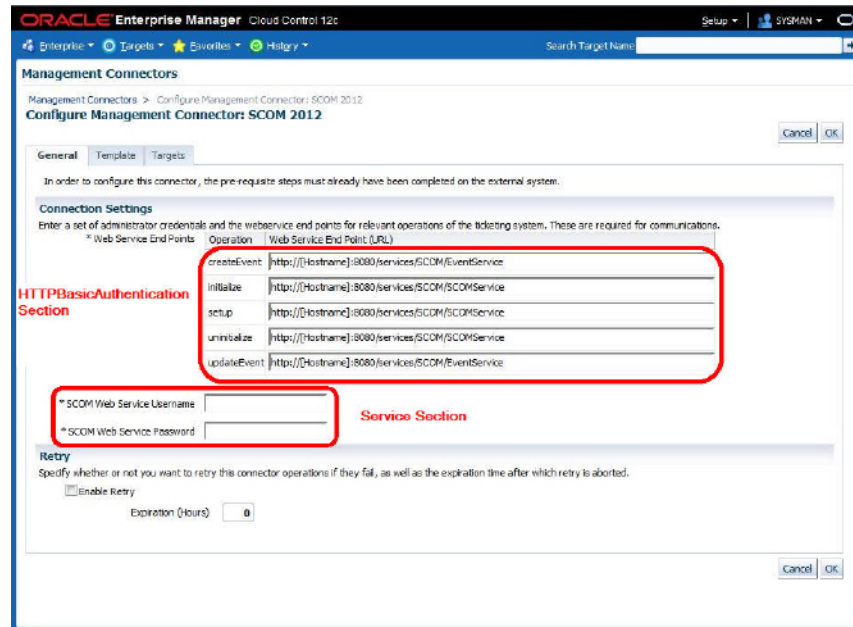 ORACLE Enterprise Manager Cloud Control 12c
Setup
SYSMAN
Enterprise
Targets
Favorites
History
Search Target Name
Management Connectors
Management Connectors > Configure Management Connector: SCOM 2012
Configure Management Connector: SCOM 2012
Cancel OK
General Template Targets
In order to configure this connector, the pre-requisite steps must already have been completed on the external system.
Connection Settings
Enter a set of administrator credentials and the webservice end points for relevant operations of the ticketing system. These are required for communications.
* Web Service End Points
Operation Web Service End Point (URL)
createEvent http://[Hostname]:8080/services/SCOM/EventService
initialize http://[Hostname]:8080/services/SCOM/SCOMService
HTTPBasicAuthentication
Section
setup http://[Hostname]:8080/services/SCOM/SCOMService
uninitialize http://[Hostname]:8080/services/SCOM/SCOMService
updateEvent http://[Hostname]:8080/services/SCOM/EventService
* SCOM Web Service Username
Service Section
* SCOM Web Service Password
Retry
Specify whether or not you want to retry this connector operations if they fail, as well as the expiration time after which retry is aborted.
Enable Retry
Expiration (Hours) 0
Cancel OK